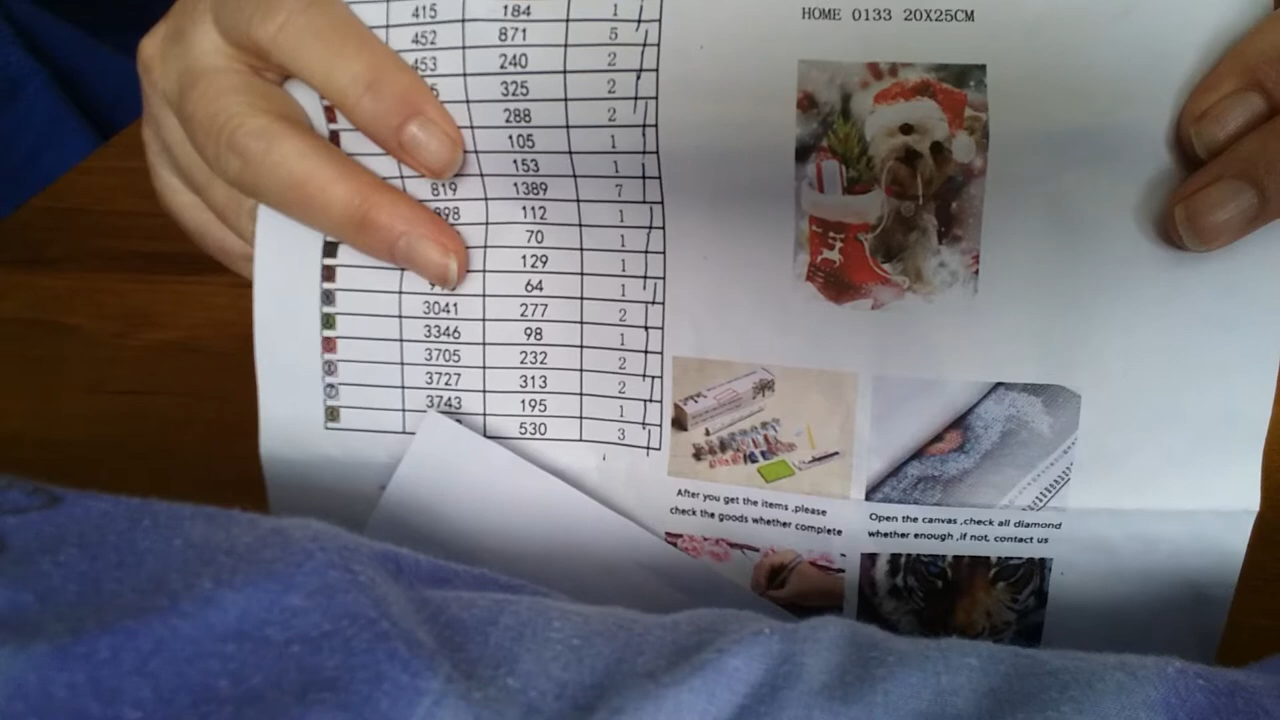 415 184 1
452 871 5
453 240 2
325 2
288 2
105 1
153 1
819 1389 7
112 1
70 1
129 1
64 1
3041 277 2
3346 98 1
3705 232 2
3727 313 2
3743 195 1
530 3
HOME 0133 20X25CM
After you get the items ,please
check the goods whether complete
Open the canvas ,check all diamond
whether enough ,if not, contact us